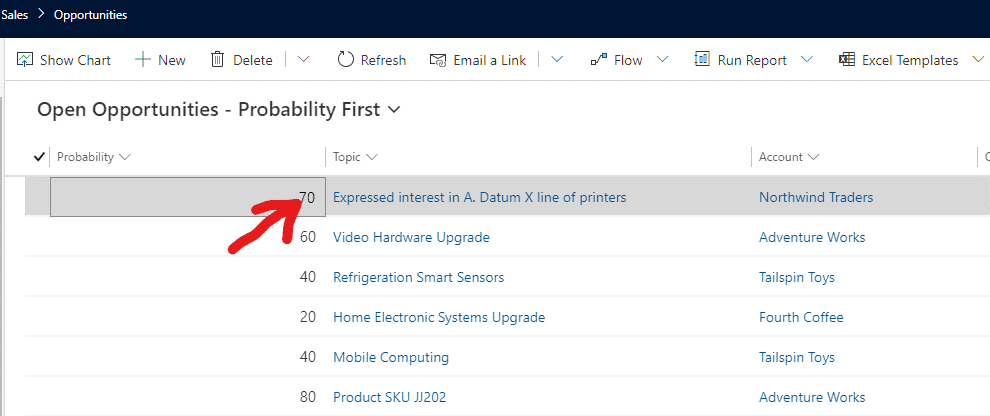 Sales > Opportunities
Show Chart + New Delete Refresh Email a Link Flow Run Report Excel Templates
Open Opportunities - Probability First
Probability Topic Account
70 Expressed interest in A. Datum X line of printers Northwind Traders
60 Video Hardware Upgrade Adventure Works
40 Refrigeration Smart Sensors Tailspin Toys
20 Home Electronic Systems Upgrade Fourth Coffee
40 Mobile Computing Tailspin Toys
80 Product SKU JJ202 Adventure Works